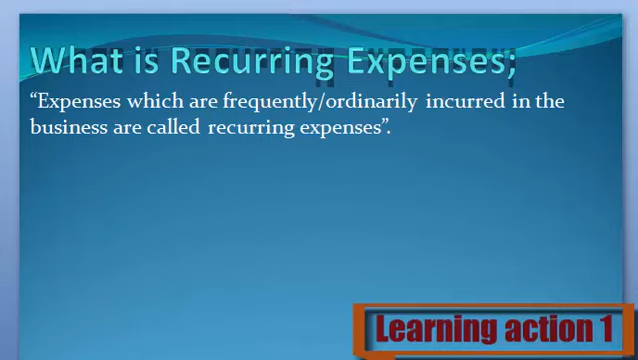 What is Recurring Expenses;
“Expenses which are frequently/ordinarily incurred in the
business are called recurring expenses”.
Learning action 1